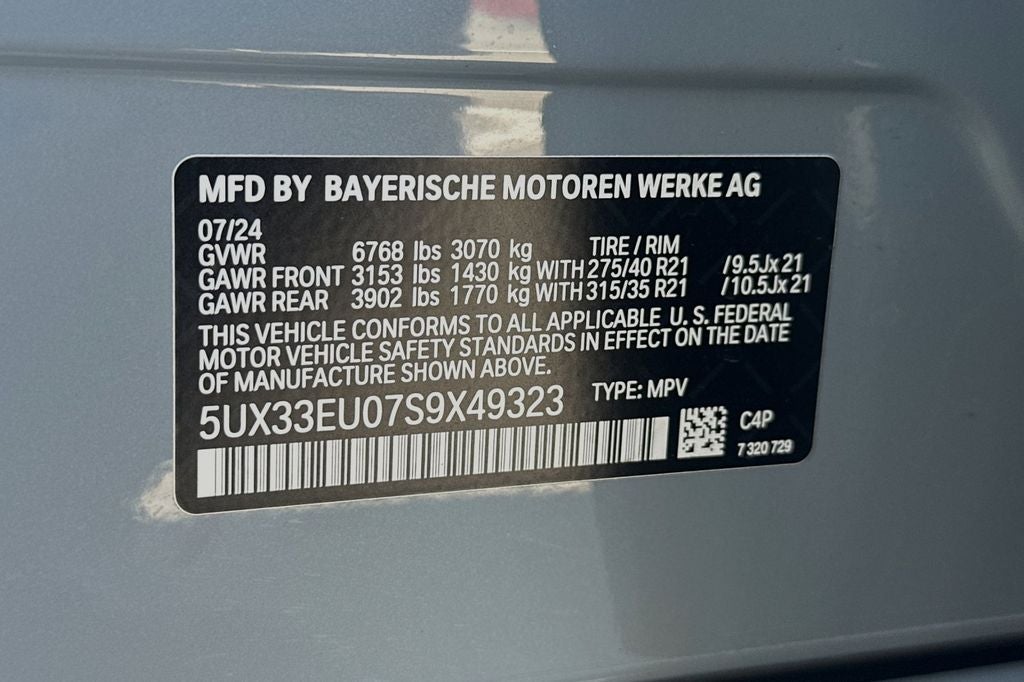 MFD BY BAYERISCHE MOTOREN WERKE AG
07/24
GVWR 6768 lbs 3070 kg TIRE / RIM
GAWR FRONT 3153 lbs 1430 kg WITH 275/40 R21 /9.5Jx 21
GAWR REAR 3902 lbs 1770 kg WITH 315/35 R21 /10.5Jx 21
THIS VEHICLE CONFORMS TO ALL APPLICABLE U. S. FEDERAL
MOTOR VEHICLE SAFETY STANDARDS IN EFFECT ON THE DATE
OF MANUFACTURE SHOWN ABOVE.
5UX33EU07S9X49323 TYPE: MPV
C4P
7 320 729